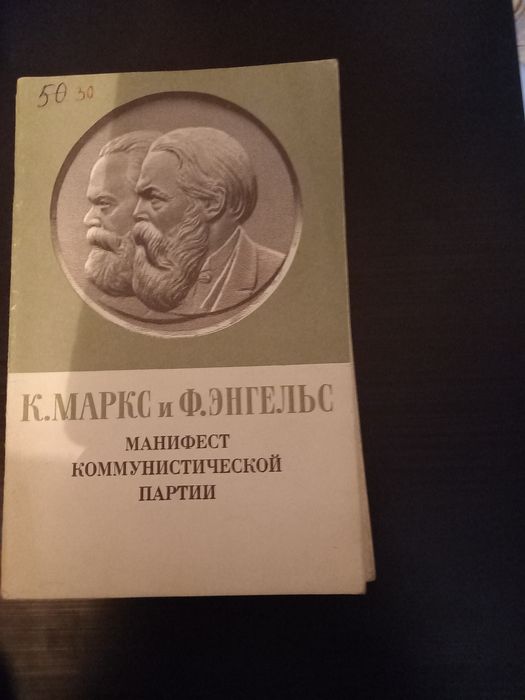 50 30
К. МАРКС и Ф. ЭНГЕЛЬС
МАНИФЕСТ
КОММУНИСТИЧЕСКОЙ
ПАРТИИ